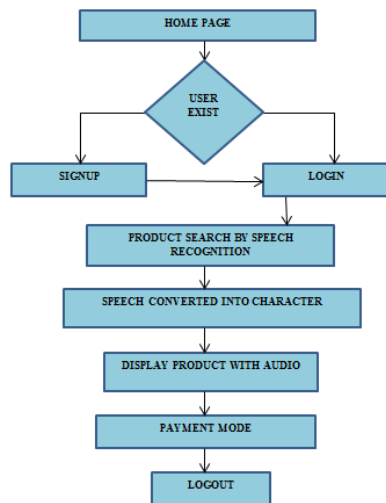 HOME PAGE
USER
EXIST
SIGNUP
LOGIN
PRODUCT SEARCH BY SPEECH
RECOGNITION
SPEECH CONVERTED INTO CHARACTER
DISPLAY PRODUCT WITH AUDIO
PAYMENT MODE
LOGOUT